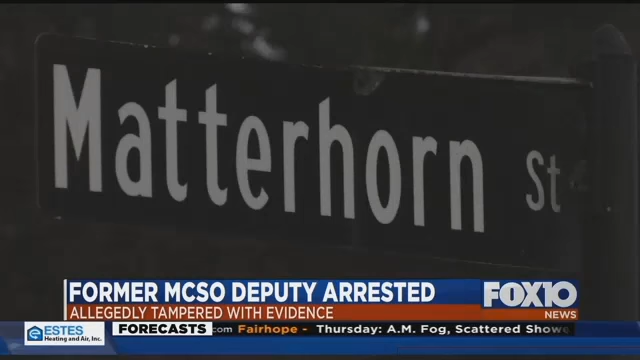 Matterhorn St
FORMER MCSO DEPUTY ARRESTED
ALLEGEDLY TAMPERED WITH EVIDENCE
FOX10
NEWS
ESTES
Heating and Air, Inc.
FORECASTS
.com Fairhope - Thursday: A.M. Fog, Scattered Showe